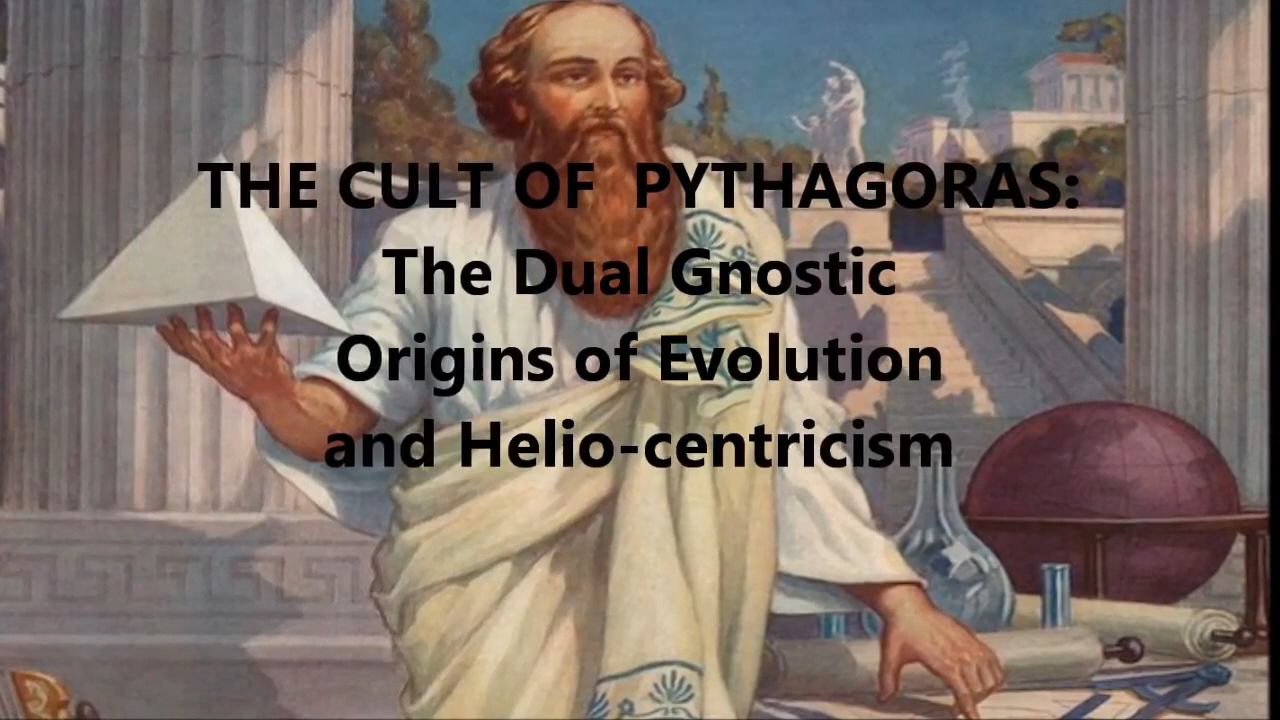 THE CULT OF  PYTHAGORAS:
The Dual Gnostic
Origins of Evolution
and Helio-centricism